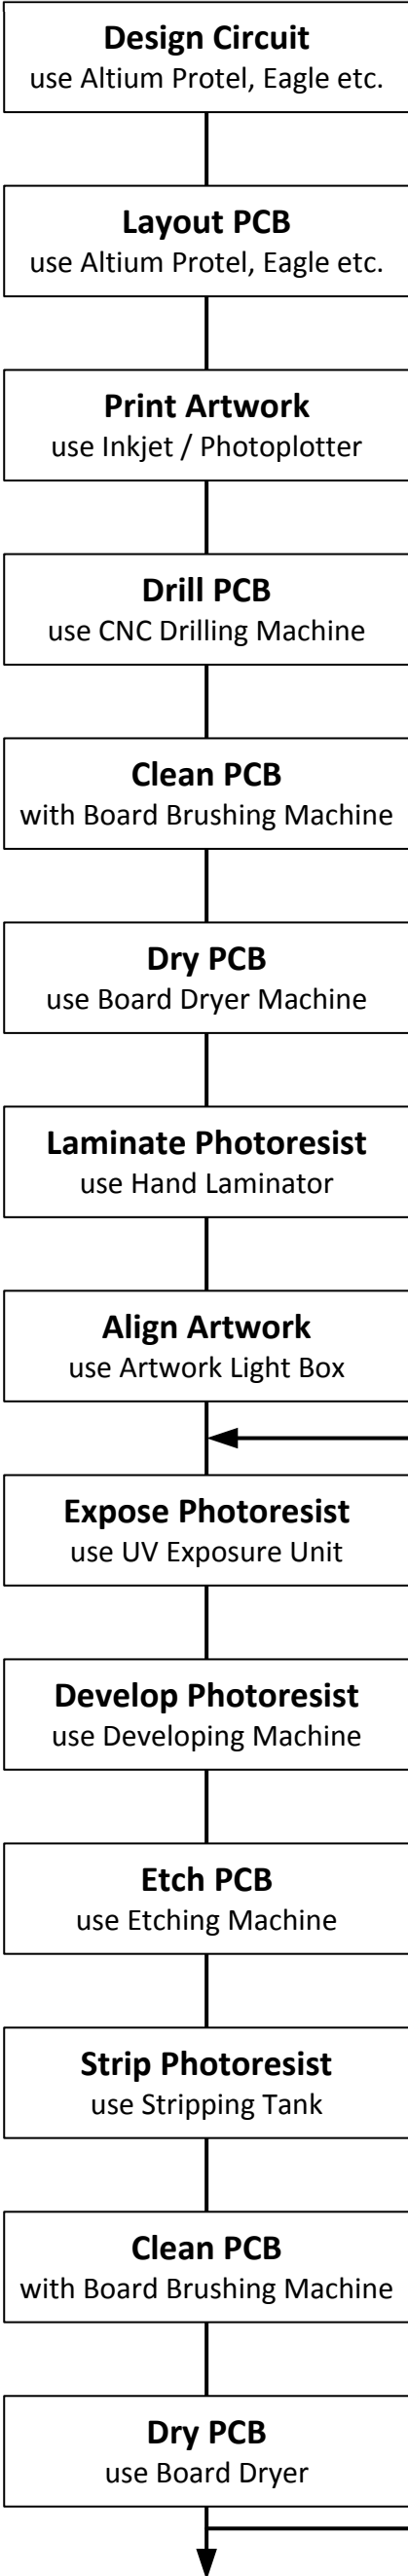 Design Circuit
use Altium Protel, Eagle etc.
Layout PCB
use Altium Protel, Eagle etc.
Print Artwork
use Inkjet / Photoplotter
Drill PCB
use CNC Drilling Machine
Clean PCB
with Board Brushing Machine
Dry PCB
use Board Dryer Machine
Laminate Photoresist
use Hand Laminator
Align Artwork
use Artwork Light Box
Expose Photoresist
use UV Exposure Unit
Develop Photoresist
use Developing Machine
Etch PCB
use Etching Machine
Strip Photoresist
use Stripping Tank
Clean PCB
with Board Brushing Machine
Dry PCB
use Board Dryer